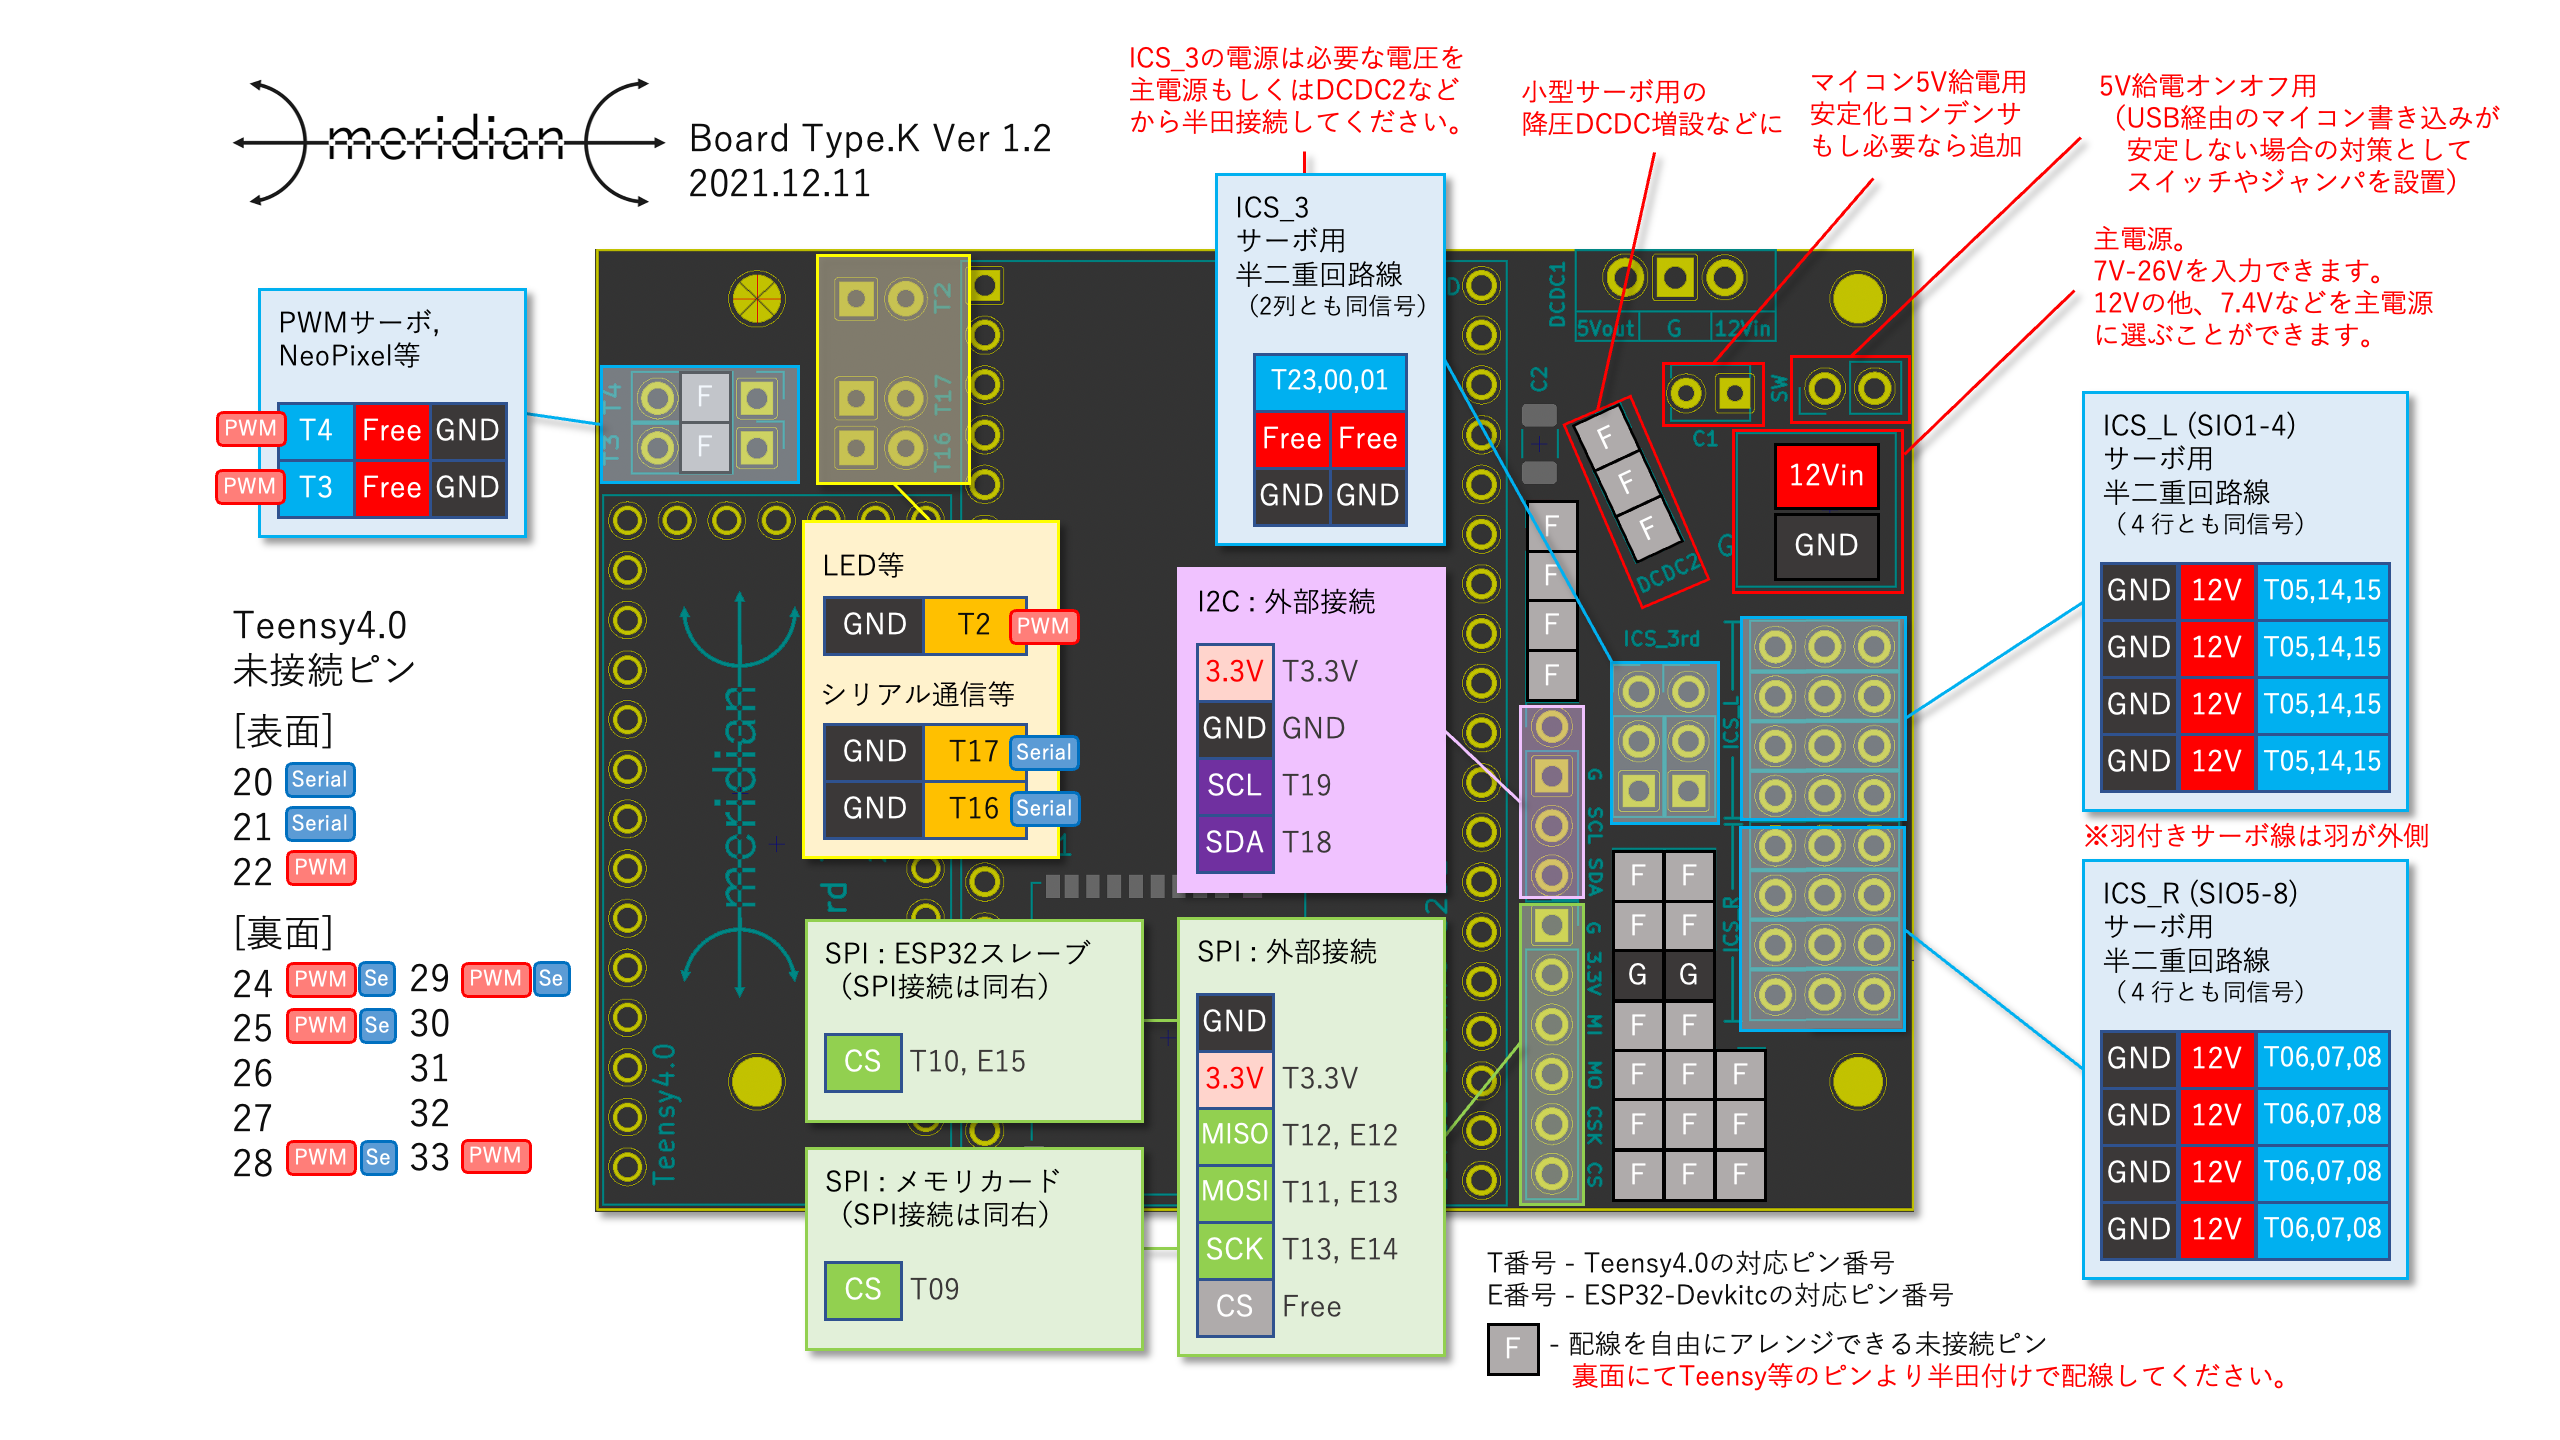 meridian
Board Type.K Ver 1.2
2021.12.11
ICS_3の電源は必要な電圧を
主電源もしくはDCDC2など
から半田接続してください。
小型サーボ用の
降圧DCDC増設などに
マイコン5V給電用
安定化コンデンサ
もし必要なら追加
5V給電オンオフ用
（USB経由のマイコン書き込みが
安定しない場合の対策として
スイッチやジャンパを設置）
主電源。
7V-26Vを入力できます。
12Vの他、7.4Vなどを主電源
に選ぶことができます。
PWMサーボ,
NeoPixel等
PWM T4 Free GND
PWM T3 Free GND
Teensy4.0
未接続ピン
[表面]
20 Serial
21 Serial
22 PWM
[裏面]
24 PWM Se
25 PWM Se
26
27
28 PWM Se
29 PWM Se
30
31
32
33 PWM
T4 F
T3 F
T2
T17
T16
meridian
rd
Teensy4.0
LED等
GND T2 PWM
シリアル通信等
GND T17 Serial
GND T16 Serial
ICS_3
サーボ用
半二重回路線
（2列とも同信号）
T23,00,01
Free Free
GND GND
I2C : 外部接続
3.3V T3.3V
GND GND
SCL T19
SDA T18
SPI : ESP32スレーブ
（SPI接続は同右）
CS T10, E15
SPI : メモリカード
（SPI接続は同右）
CS T09
SPI : 外部接続
GND
3.3V T3.3V
MISO T12, E12
MOSI T11, E13
SCK T13, E14
CS Free
DCDC1
5Vout G 12Vin
C2
C1
SW
F
F
F
DCDC2
G
12Vin
GND
F
F
F
F
ICS_3rd
ICS_L
ICS_R
G
SCL
SDA
G
3.3V
MI
MO
CSK
CS
F F
F F
G G
F F
F F F
F F F
F F F
ICS_L (SIO1-4)
サーボ用
半二重回路線
（４行とも同信号）
GND 12V T05,14,15
GND 12V T05,14,15
GND 12V T05,14,15
GND 12V T05,14,15
※羽付きサーボ線は羽が外側
ICS_R (SIO5-8)
サーボ用
半二重回路線
（４行とも同信号）
GND 12V T06,07,08
GND 12V T06,07,08
GND 12V T06,07,08
GND 12V T06,07,08
T番号 - Teensy4.0の対応ピン番号
E番号 - ESP32-Devkitcの対応ピン番号
F - 配線を自由にアレンジできる未接続ピン
裏面にてTeensy等のピンより半田付けで配線してください。